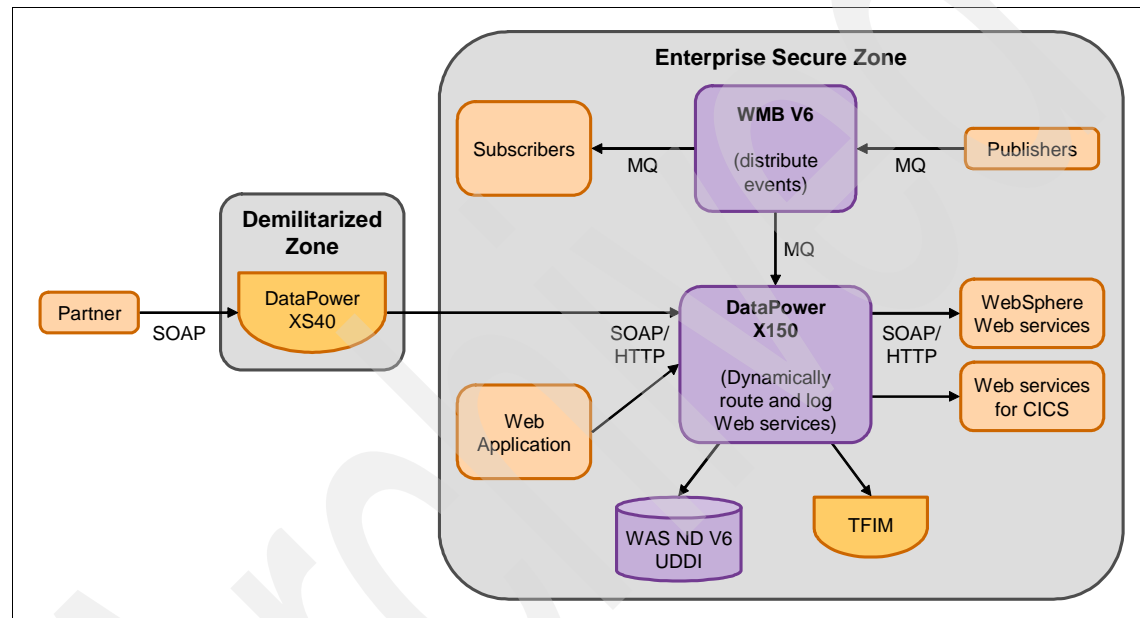 Enterprise Secure Zone
WMB V6
(distribute
events)
Subscribers
MQ
MQ
Publishers
Demilitarized
Zone
DataPower
XS40
Partner
SOAP
MQ
DataPower
X150
(Dynamically
route and log
Web services)
SOAP/
HTTP
SOAP/
HTTP
WebSphere
Web services
Web services
for CICS
Web
Application
WAS ND V6
UDDI
TFIM